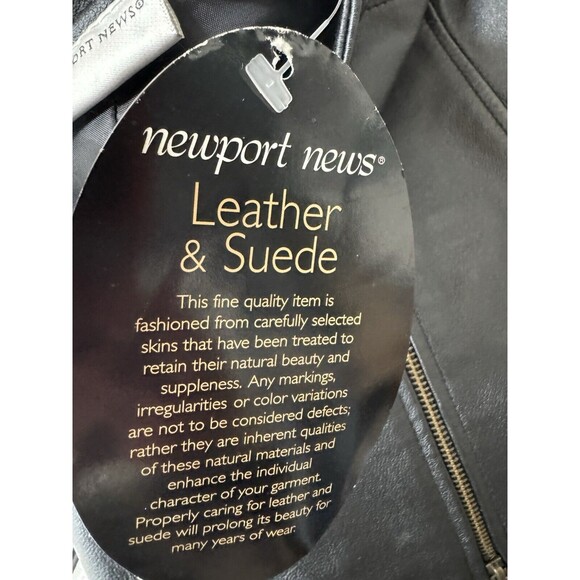 ORT NEWS®
newport news®
Leather
& Suede
This fine quality item is
fashioned from carefully selected
skins that have been treated to
retain their natural beauty and
suppleness. Any markings,
irregularities or color variations
are not to be considered defects;
rather they are inherent qualities
of these natural materials and
enhance the individual
character of your garment.
Properly caring for leather and
suede will prolong its beauty for
many years of wear.